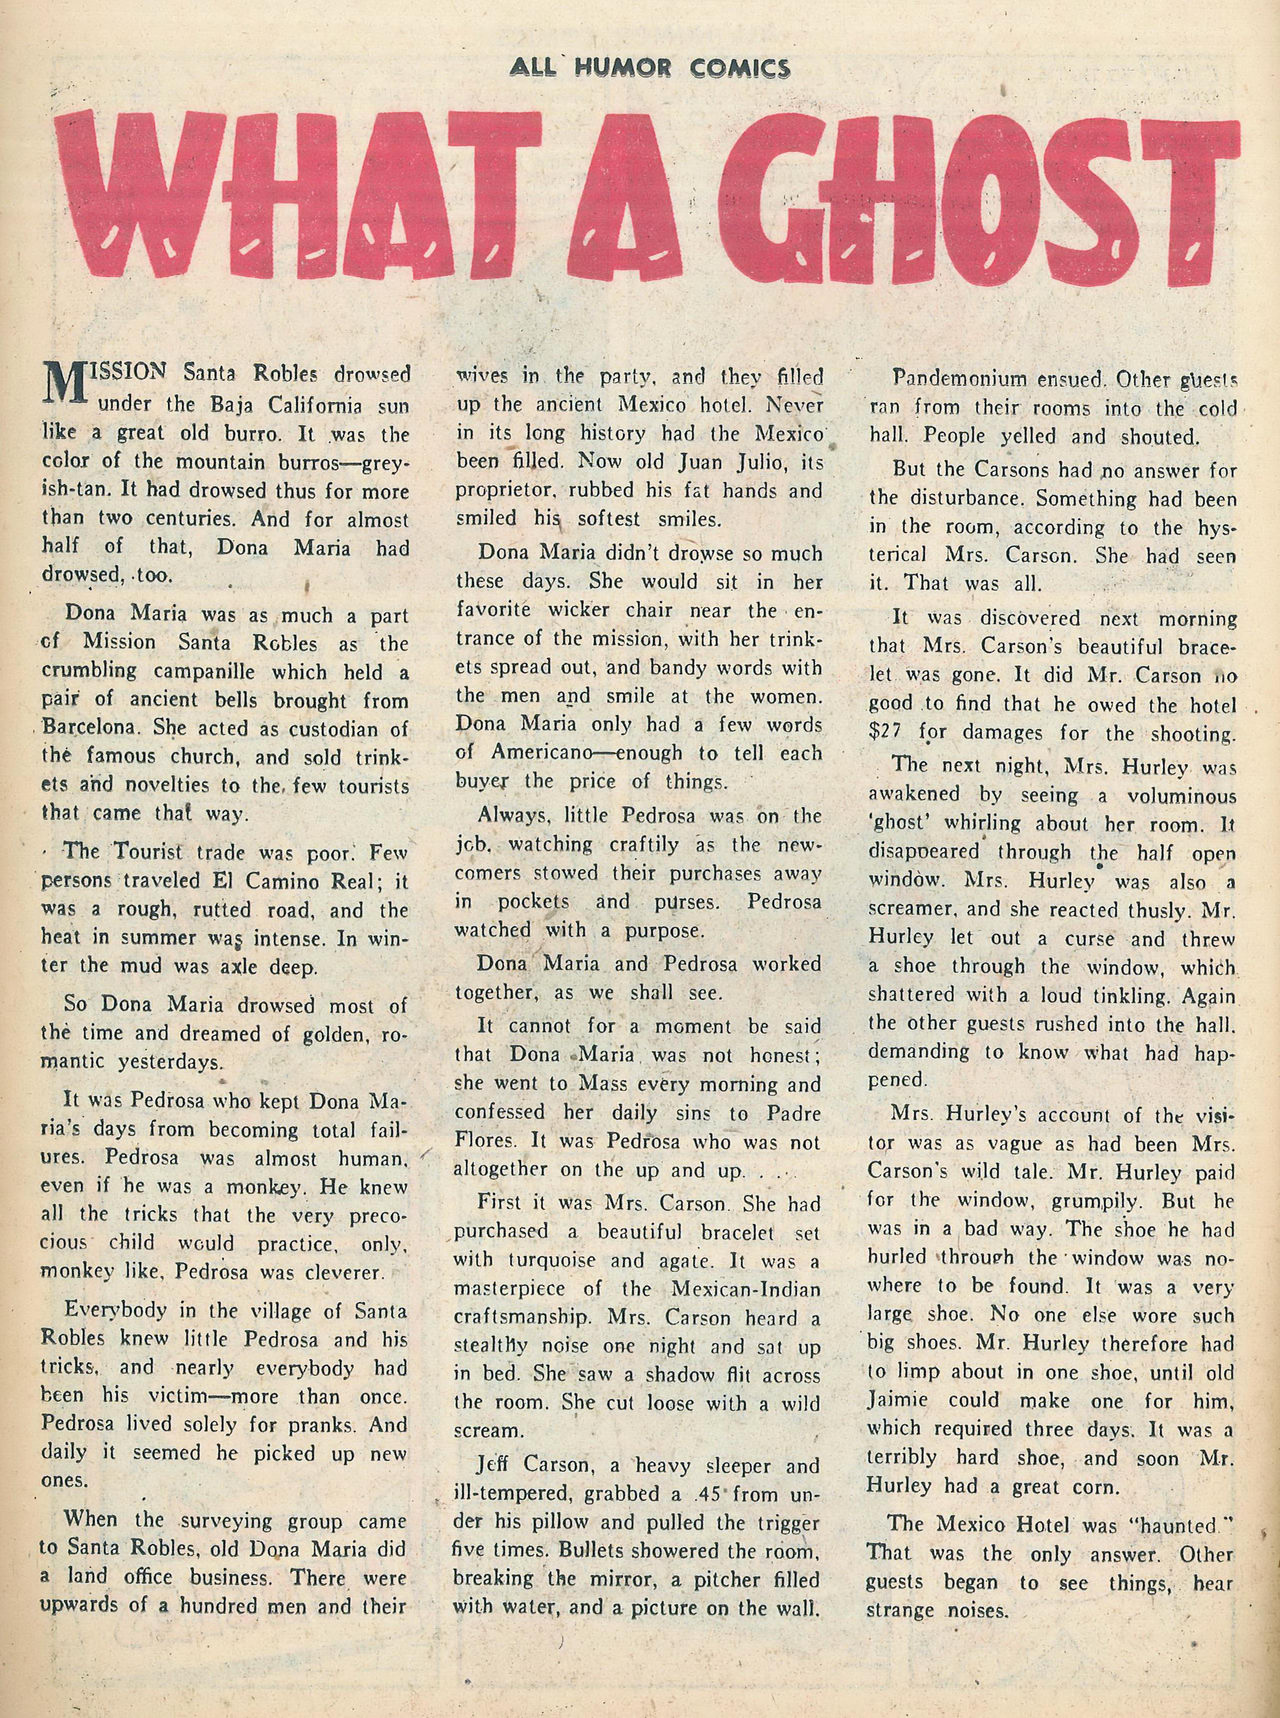 ALL HUMOR COMICS
WHAT A GHOST
MISSION Santa Robles drowsed
under the Baja California sun
like a great old burro. It was the
color of the mountain burros—grey-
ish-tan. It had drowsed thus for more
than two centuries. And for almost
half of that, Dona Maria had
drowsed, too.
Dona Maria was as much a part
of Mission Santa Robles as the
crumbling campanille which held a
pair of ancient bells brought from
Barcelona. She acted as custodian of
the famous church, and sold trink-
ets and novelties to the few tourists
that came that way.
The Tourist trade was poor. Few
persons traveled El Camino Real; it
was a rough, rutted road, and the
heat in summer was intense. In win-
ter the mud was axle deep.
So Dona Maria drowsed most of
the time and dreamed of golden, ro-
mantic yesterdays.
It was Pedrosa who kept Dona Ma-
ria's days from becoming total fail-
ures. Pedrosa was almost human,
even if he was a monkey. He knew
all the tricks that the very preco-
cious child would practice, only,
monkey like, Pedrosa was cleverer.
Everybody in the village of Santa
Robles knew little Pedrosa and his
tricks, and nearly everybody had
been his victim—more than once.
Pedrosa lived solely for pranks. And
daily it seemed he picked up new
ones.
When the surveying group came
to Santa Robles, old Dona Maria did
a land office business. There were
upwards of a hundred men and their
wives in the party, and they filled
up the ancient Mexico hotel. Never
in its long history had the Mexico
been filled. Now old Juan Julio, its
proprietor, rubbed his fat hands and
smiled his softest smiles.
Dona Maria didn't drowse so much
these days. She would sit in her
favorite wicker chair near the en-
trance of the mission, with her trink-
ets spread out, and bandy words with
the men and smile at the women.
Dona Maria only had a few words
of Americano—enough to tell each
buyer the price of things.
Always, little Pedrosa was on the
job, watching craftily as the new-
comers stowed their purchases away
in pockets and purses. Pedrosa
watched with a purpose.
Dona Maria and Pedrosa worked
together, as we shall see.
It cannot for a moment be said
that Dona Maria was not honest;
she went to Mass every morning and
confessed her daily sins to Padre
Flores. It was Pedrosa who was not
altogether on the up and up. . . .
First it was Mrs. Carson. She had
purchased a beautiful bracelet set
with turquoise and agate. It was a
masterpiece of the Mexican-Indian
craftsmanship. Mrs. Carson heard a
stealthy noise one night and sat up
in bed. She saw a shadow flit across
the room. She cut loose with a wild
scream.
Jeff Carson, a heavy sleeper and
ill-tempered, grabbed a .45 from un-
der his pillow and pulled the trigger
five times. Bullets showered the room,
breaking the mirror, a pitcher filled
with water, and a picture on the wall.
Pandemonium ensued. Other guests
ran from their rooms into the cold
hall. People yelled and shouted.
But the Carsons had no answer for
the disturbance. Something had been
in the room, according to the hys-
terical Mrs. Carson. She had seen
it. That was all.
It was discovered next morning
that Mrs. Carson's beautiful brace-
let was gone. It did Mr. Carson no
good to find that he owed the hotel
$27 for damages for the shooting.
The next night, Mrs. Hurley was
awakened by seeing a voluminous
'ghost' whirling about her room. It
disappeared through the half open
window. Mrs. Hurley was also a
screamer, and she reacted thusly. Mr.
Hurley let out a curse and threw
a shoe through the window, which
shattered with a loud tinkling. Again
the other guests rushed into the hall,
demanding to know what had hap-
pened.
Mrs. Hurley's account of the visi-
tor was as vague as had been Mrs.
Carson's wild tale. Mr. Hurley paid
for the window, grumpily. But he
was in a bad way. The shoe he had
hurled through the window was no-
where to be found. It was a very
large shoe. No one else wore such
big shoes. Mr. Hurley therefore had
to limp about in one shoe, until old
Jaimie could make one for him,
which required three days. It was a
terribly hard shoe, and soon Mr.
Hurley had a great corn.
The Mexico Hotel was "haunted."
That was the only answer. Other
guests began to see things, hear
strange noises.